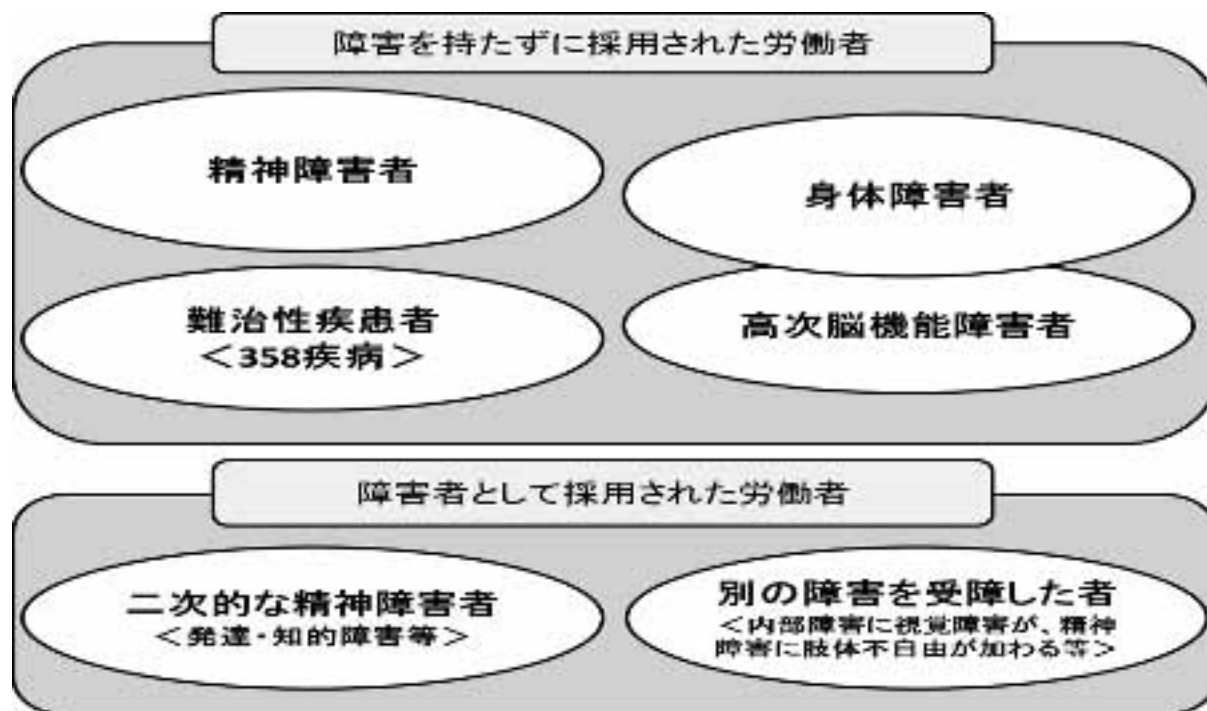 障害を持たずに採用された労働者
精神障害者
身体障害者
難治性疾患者
<358疾病>
高次脳機能障害者
障害者として採用された労働者
二次的な精神障害者
<発達・知的障害等>
別の障害を受障した者
<内部障害に視覚障害が、精神
障害に肢体不自由が加わる等>